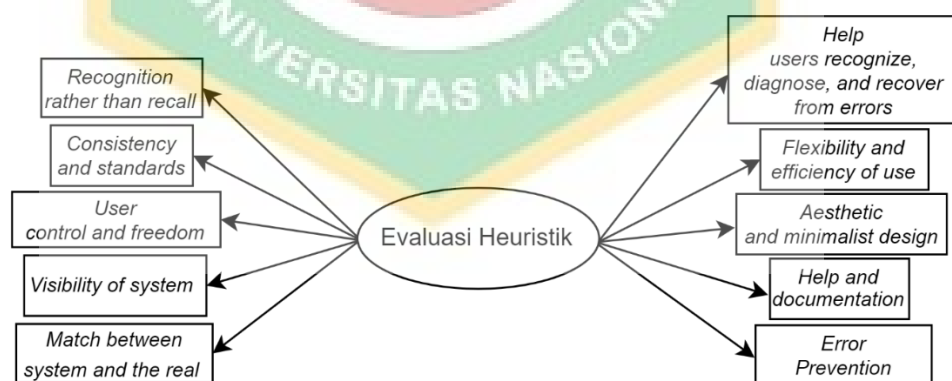 UNIVERSITAS NASIO
Recognition
rather than recall
Consistency
and standards
User
control and freedom
Visibility of system
Match between
system and the real
Evaluasi Heuristik
Help
users recognize,
diagnose, and recover
from errors
Flexibility and
efficiency of use
Aesthetic
and minimalist design
Help and
documentation
Error
Prevention